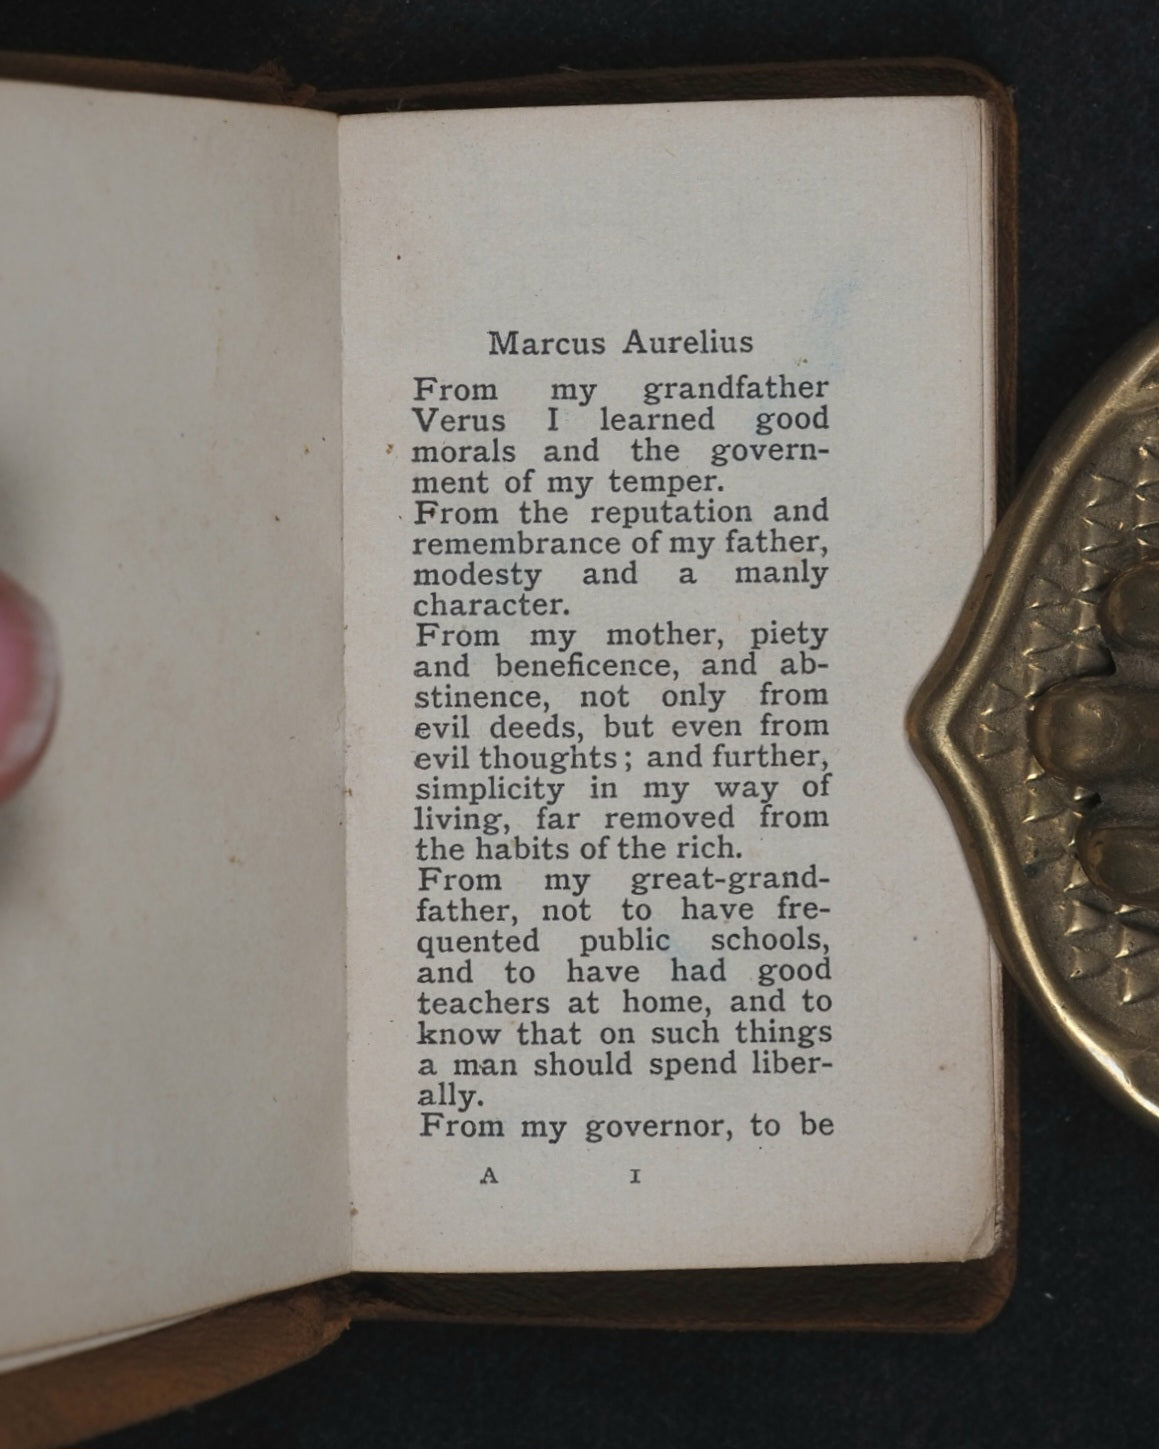 Marcus Aurelius
From my grandfather
Verus I learned good
morals and the govern-
ment of my temper.
From the reputation and
remembrance of my father,
modesty and a manly
character.
From my mother, piety
and beneficence, and ab-
stinence, not only from
evil deeds, but even from
evil thoughts; and further,
simplicity in my way of
living, far removed from
the habits of the rich.
From my great-grand-
father, not to have fre-
quented public schools,
and to have had good
teachers at home, and to
know that on such things
a man should spend liber-
ally.
From my governor, to be
A 1